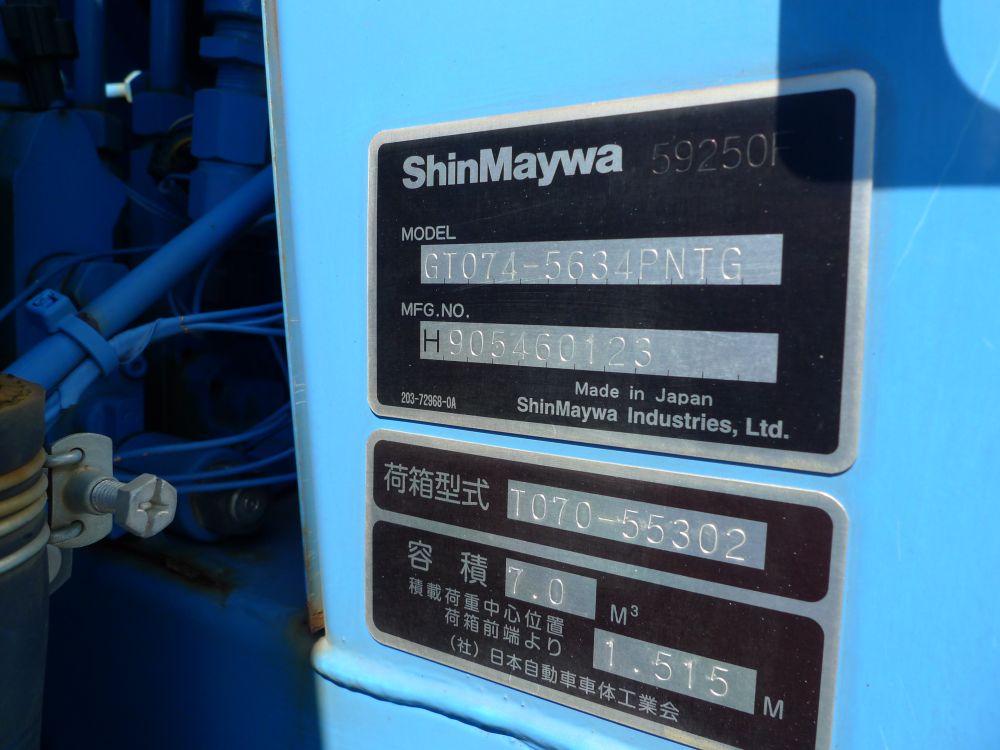 ShinMaywa 59250F
MODEL
GT074-5634PNTG
MFG.NO.
H905460123
Made in Japan
203-72968-0A
ShinMaywa Industries, Ltd.
荷箱型式 T070-55302
容積 7.0 M³
積載荷重中心位置
荷箱前端より 1.515 M
(社)日本自動車車体工業会